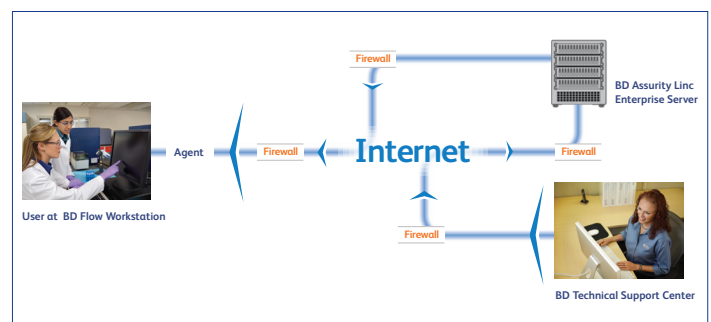 Firewall
BD Assurity Linc
Enterprise Server
Agent
Firewall
Internet
Firewall
User at BD Flow Workstation
Firewall
BD Technical Support Center